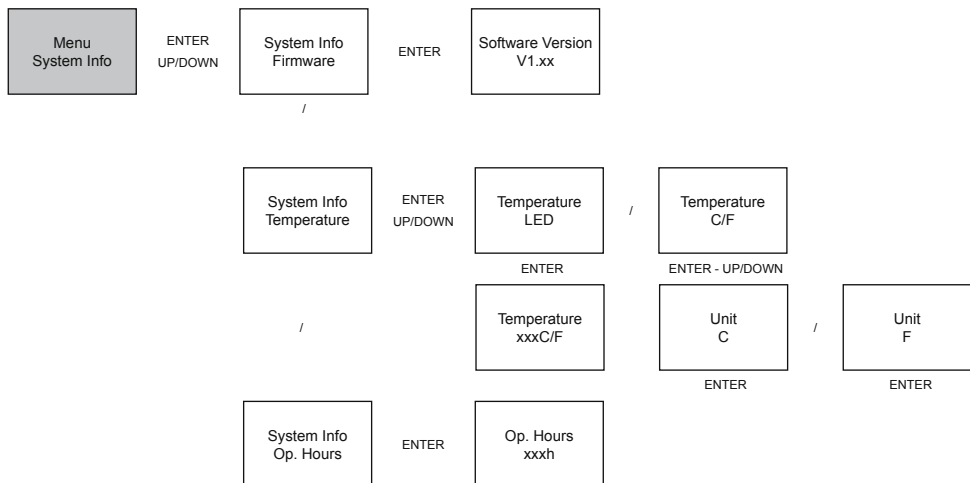 Menu
System Info
ENTER
UP/DOWN
System Info
Firmware
ENTER
Software Version
V1.xx
/
System Info
Temperature
ENTER
UP/DOWN
Temperature
LED
/
Temperature
C/F
ENTER
ENTER - UP/DOWN
/
Temperature
xxxC/F
Unit
C
/
Unit
F
ENTER
ENTER
System Info
Op. Hours
ENTER
Op. Hours
xxxh